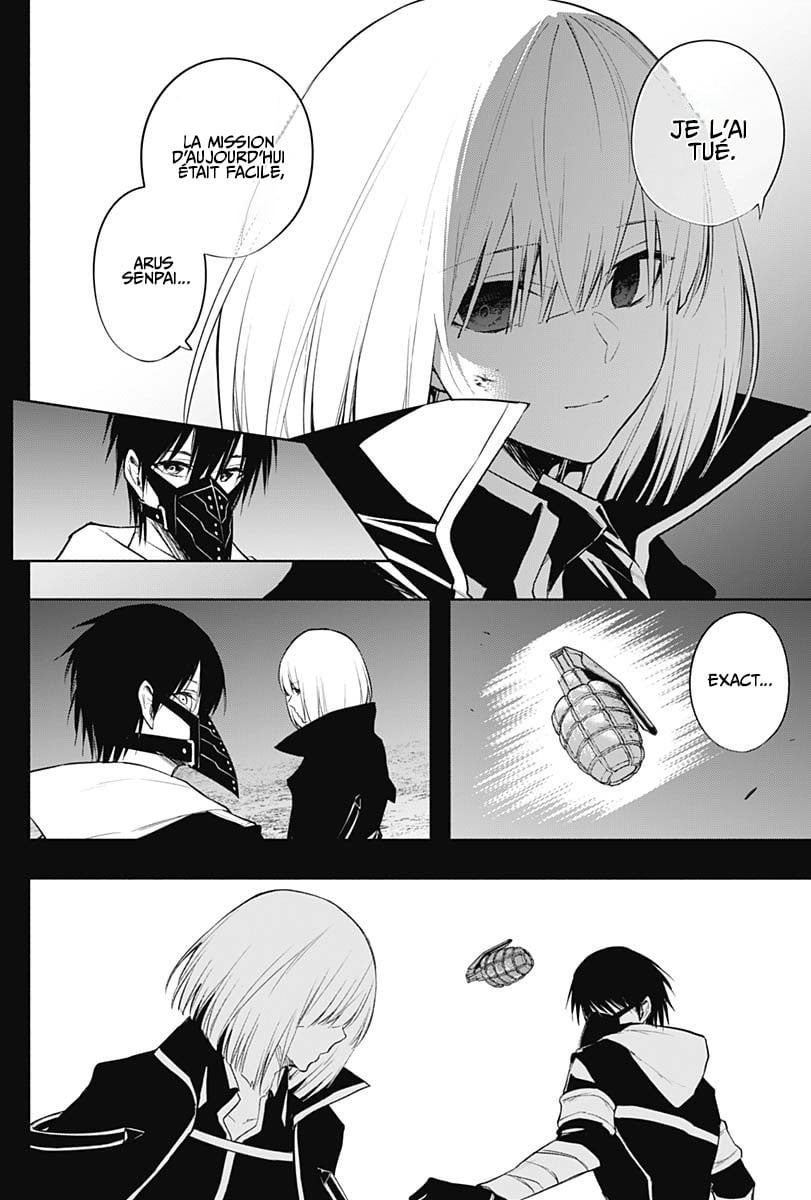 JE L'AI
TUÉ.
LA MISSION
D'AUJOURD'HUI
ÉTAIT FACILE,
ARUS
SENPAI...
EXACT...